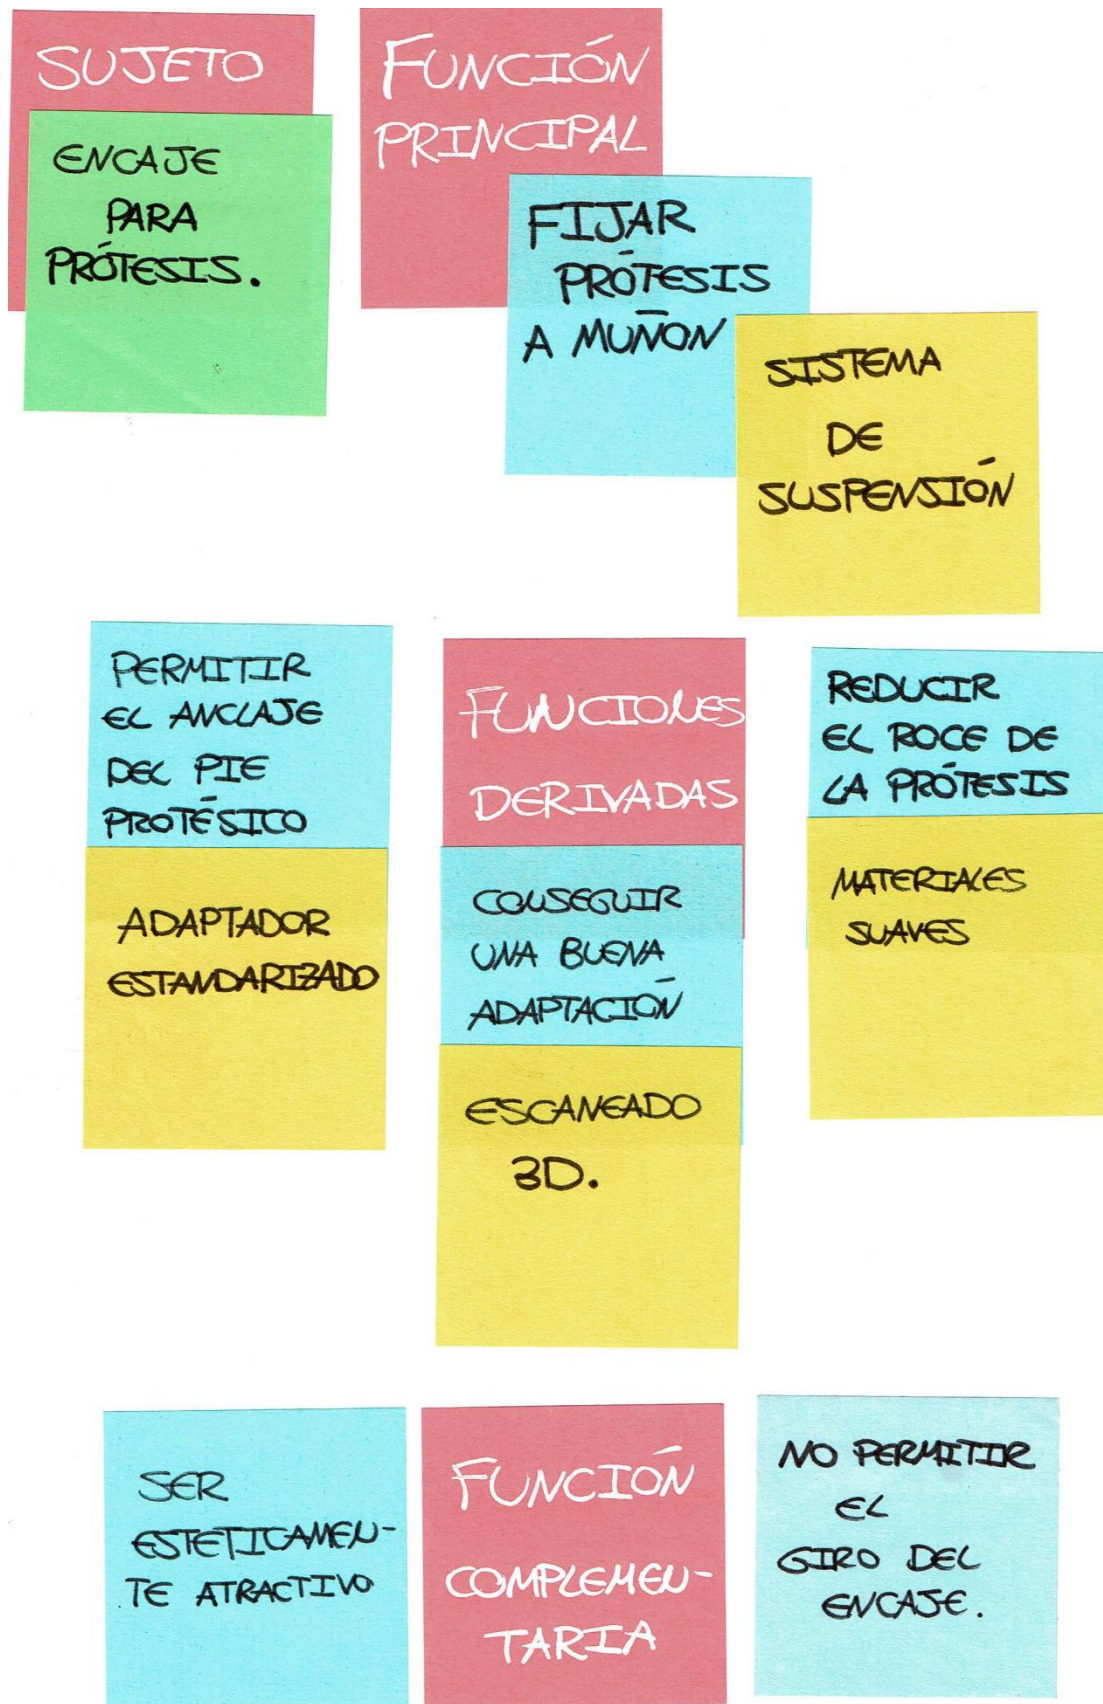 SUJETO
ENCAJE
PARA
PRÓTESIS.
FUNCIÓN
PRINCIPAL
FIJAR
PRÓTESIS
A MUÑON
SISTEMA
DE
SUSPENSIÓN
PERMITIR
EL ANCLAJE
DEL PIE
PROTÉSICO
ADAPTADOR
ESTANDARIZADO
FUNCIONES
DERIVADAS
CONSEGUIR
UNA BUENA
ADAPTACIÓN
ESCANEADO
3D.
REDUCIR
EL ROCE DE
LA PRÓTESIS
MATERIALES
SUAVES
SER
ESTETICAMEN-
TE ATRACTIVO
FUNCIÓN
COMPLEMEN-
TARIA
NO PERMITIR
EL
GIRO DEL
ENCAJE.